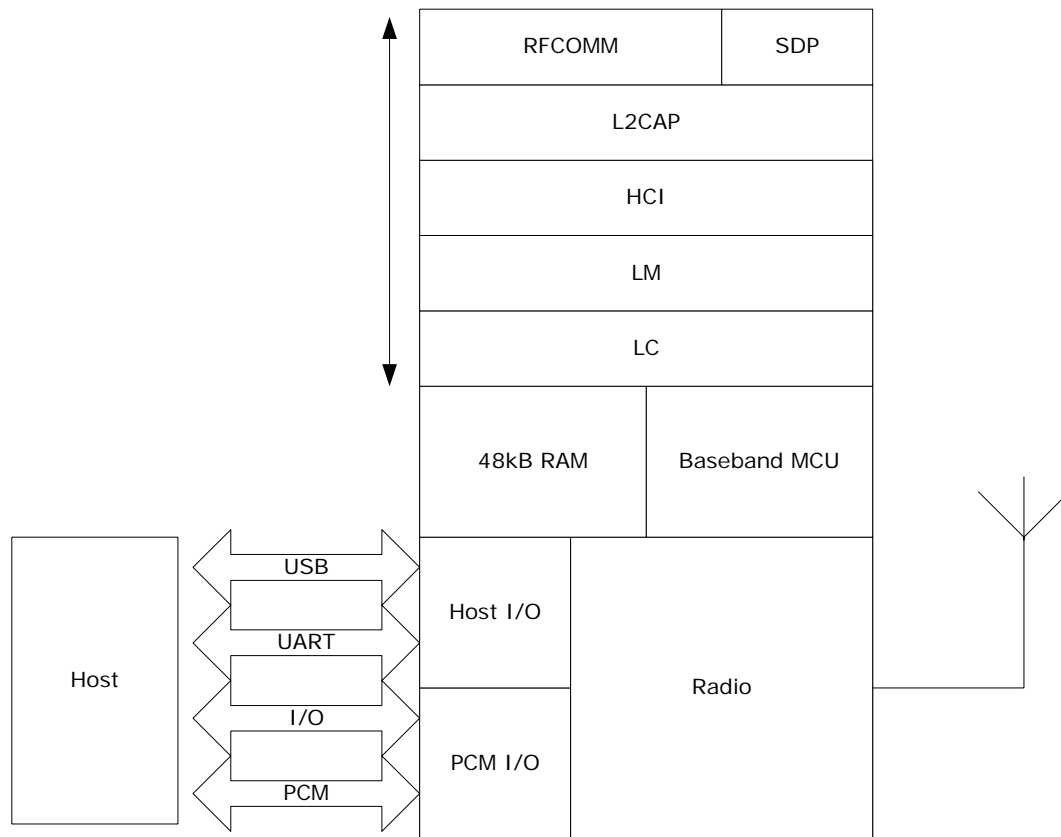 RFCOMM
SDP
L2CAP
HCI
LM
LC
48kB RAM
Baseband MCU
USB
Host I/O
UART
Host
Radio
I/O
PCM I/O
PCM